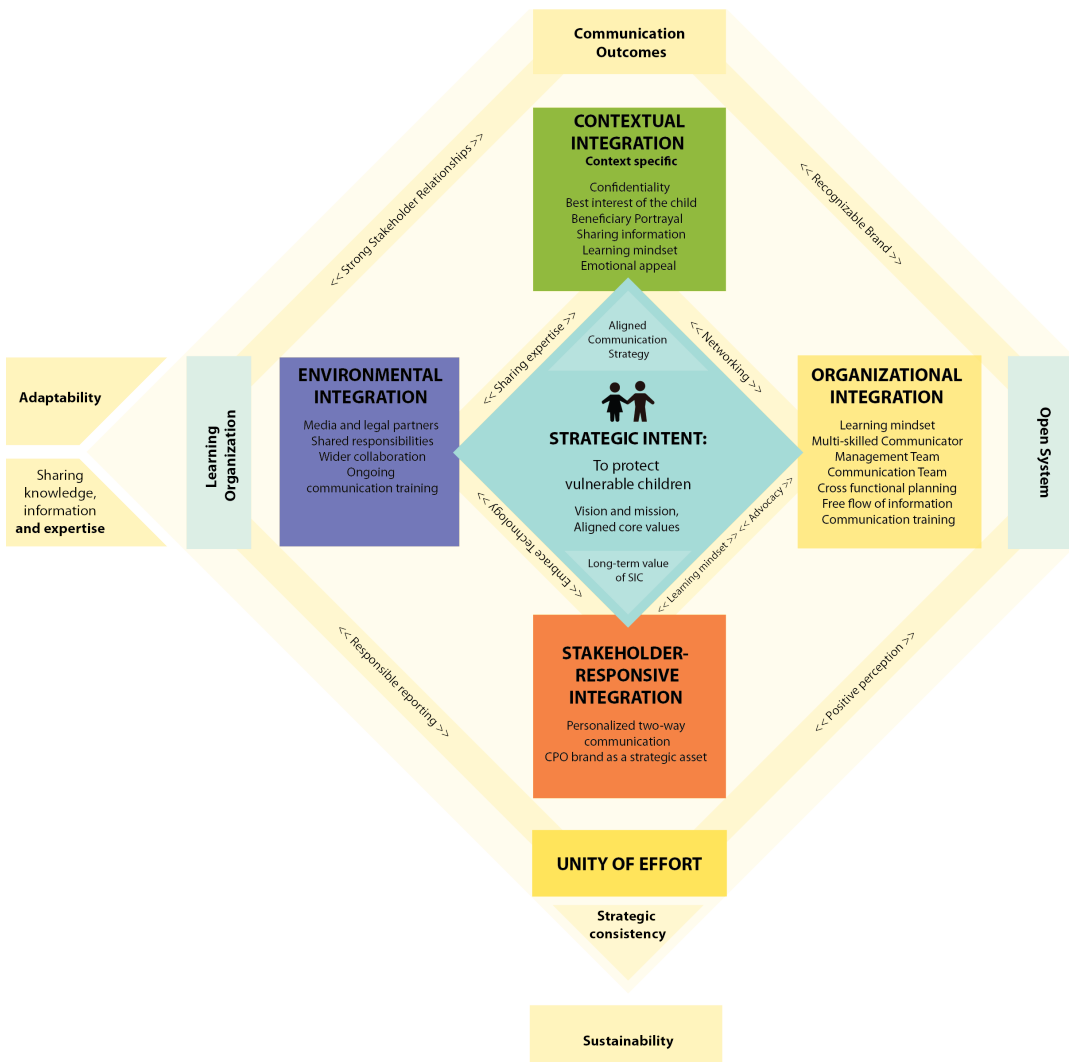 Communication
Outcomes
CONTEXTUAL
INTEGRATION
Context specific
Confidentiality
Best interest of the child
Beneficiary Portrayal
Sharing information
Learning mindset
Emotional appeal
<< Strong Stakeholder Relationships >>
<< Recognizable Brand >>
<< Sharing expertise >>
<< Networking >>
Adaptability
Sharing
knowledge,
information
and expertise
Learning
Organization
ENVIRONMENTAL
INTEGRATION
Media and legal partners
Shared responsibilities
Wider collaboration
Ongoing
communication training
Aligned
Communication
Strategy
STRATEGIC INTENT:
To protect
vulnerable children
Vision and mission,
Aligned core values
Long-term value
of SIC
ORGANIZATIONAL
INTEGRATION
Learning mindset
Multi-skilled Communicator
Management Team
Communication Team
Cross functional planning
Free flow of information
Communication training
Open System
<< Embrace Technology>>
<< Learning mindset >> << Advocacy >>
STAKEHOLDER-
RESPONSIVE
INTEGRATION
Personalized two-way
communication
CPO brand as a strategic asset
<< Responsible reporting >>
<< Positive perception >>
UNITY OF EFFORT
Strategic
consistency
Sustainability